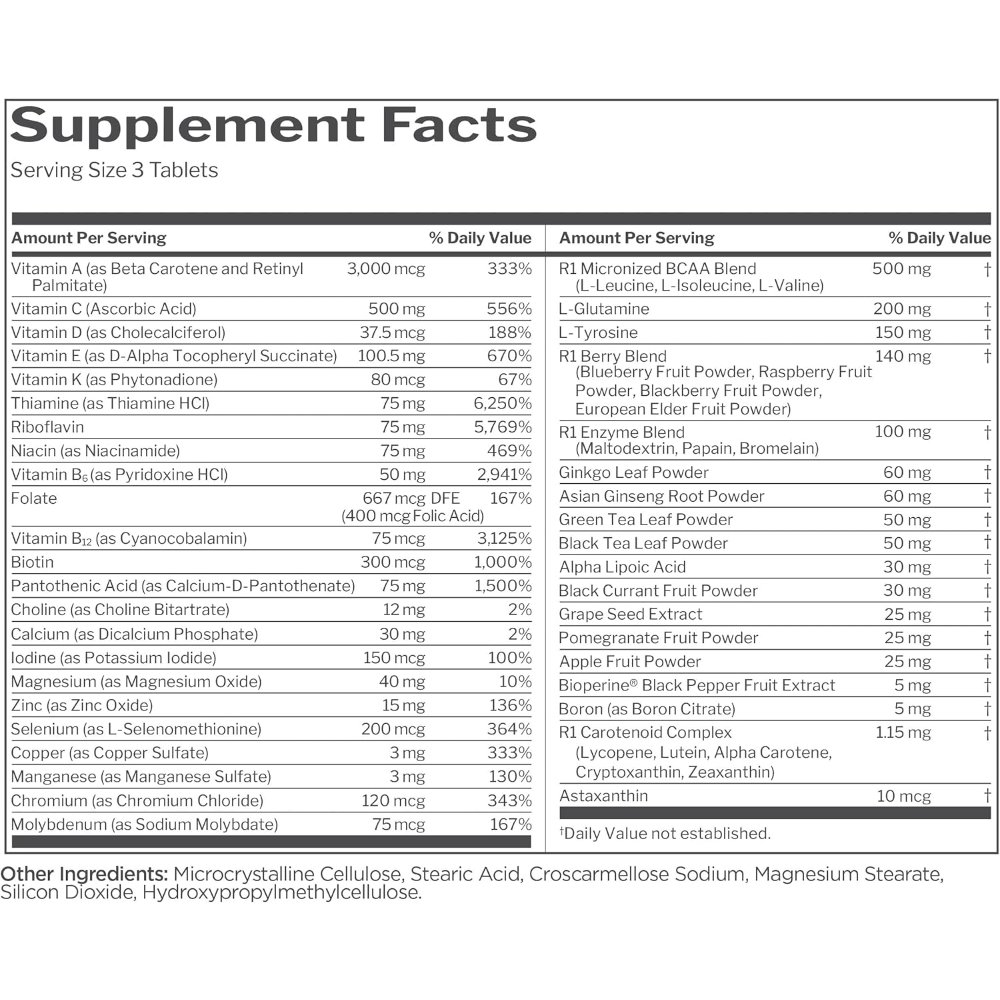 Supplement Facts
Serving Size 3 Tablets
Amount Per Serving % Daily Value
Vitamin A (as Beta Carotene and Retinyl 3,000 mcg 333%
Palmitate)
Vitamin C (Ascorbic Acid) 500 mg 556%
Vitamin D (as Cholecalciferol) 37.5 mcg 188%
Vitamin E (as D-Alpha Tocopheryl Succinate) 100.5 mg 670%
Vitamin K (as Phytonadione) 80 mcg 67%
Thiamine (as Thiamine HCl) 75 mg 6,250%
Riboflavin 75 mg 5,769%
Niacin (as Niacinamide) 75 mg 469%
Vitamin B₆ (as Pyridoxine HCl) 50 mg 2,941%
Folate 667 mcg DFE 167%
(400 mcg Folic Acid)
Vitamin B₁₂ (as Cyanocobalamin) 75 mcg 3,125%
Biotin 300 mcg 1,000%
Pantothenic Acid (as Calcium-D-Pantothenate) 75 mg 1,500%
Choline (as Choline Bitartrate) 12 mg 2%
Calcium (as Dicalcium Phosphate) 30 mg 2%
Iodine (as Potassium Iodide) 150 mcg 100%
Magnesium (as Magnesium Oxide) 40 mg 10%
Zinc (as Zinc Oxide) 15 mg 136%
Selenium (as L-Selenomethionine) 200 mcg 364%
Copper (as Copper Sulfate) 3 mg 333%
Manganese (as Manganese Sulfate) 3 mg 130%
Chromium (as Chromium Chloride) 120 mcg 343%
Molybdenum (as Sodium Molybdate) 75 mcg 167%
Amount Per Serving % Daily Value
R1 Micronized BCAA Blend 500 mg †
(L-Leucine, L-Isoleucine, L-Valine)
L-Glutamine 200 mg †
L-Tyrosine 150 mg †
R1 Berry Blend 140 mg †
(Blueberry Fruit Powder, Raspberry Fruit
Powder, Blackberry Fruit Powder,
European Elder Fruit Powder)
R1 Enzyme Blend 100 mg †
(Maltodextrin, Papain, Bromelain)
Ginkgo Leaf Powder 60 mg †
Asian Ginseng Root Powder 60 mg †
Green Tea Leaf Powder 50 mg †
Black Tea Leaf Powder 50 mg †
Alpha Lipoic Acid 30 mg †
Black Currant Fruit Powder 30 mg †
Grape Seed Extract 25 mg †
Pomegranate Fruit Powder 25 mg †
Apple Fruit Powder 25 mg †
Bioperine® Black Pepper Fruit Extract 5 mg †
Boron (as Boron Citrate) 5 mg †
R1 Carotenoid Complex 1.15 mg †
(Lycopene, Lutein, Alpha Carotene,
Cryptoxanthin, Zeaxanthin)
Astaxanthin 10 mcg †
†Daily Value not established.
Other Ingredients: Microcrystalline Cellulose, Stearic Acid, Croscarmellose Sodium, Magnesium Stearate,
Silicon Dioxide, Hydroxypropylmethylcellulose.